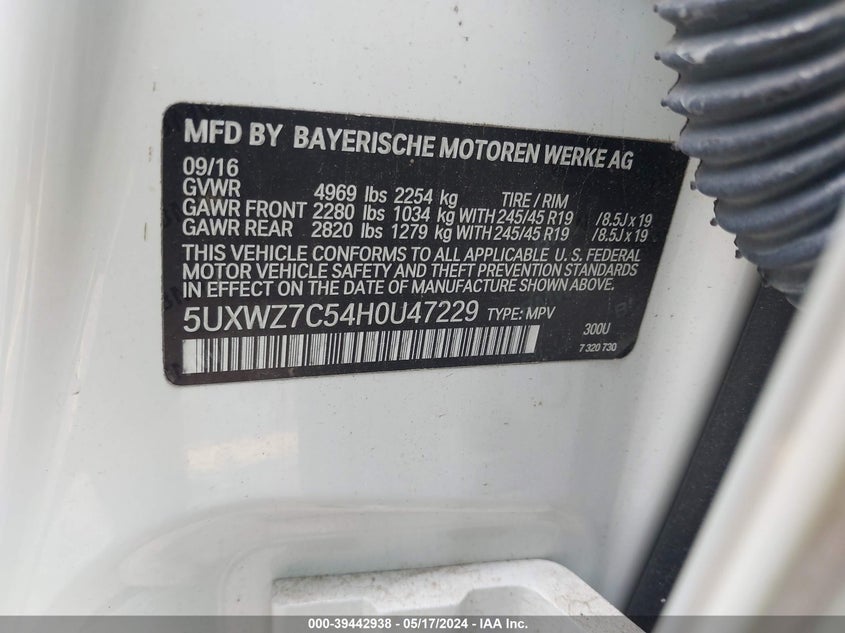 MFD BY BAYERISCHE MOTOREN WERKE AG
09/16
GVWR 4969 lbs 2254 kg TIRE / RIM
GAWR FRONT 2280 lbs 1034 kg WITH 245/45 R19 /8.5J x 19
GAWR REAR 2820 lbs 1279 kg WITH 245/45 R19 /8.5J x 19
THIS VEHICLE CONFORMS TO ALL APPLICABLE U. S. FEDERAL
MOTOR VEHICLE SAFETY AND THEFT PREVENTION STANDARDS
IN EFFECT ON THE DATE OF MANUFACTURE SHOWN ABOVE:
5UXWZ7C54H0U47229 TYPE: MPV
300U
7 320 730
000-39442938 - 05/17/2024 - IAA Inc.